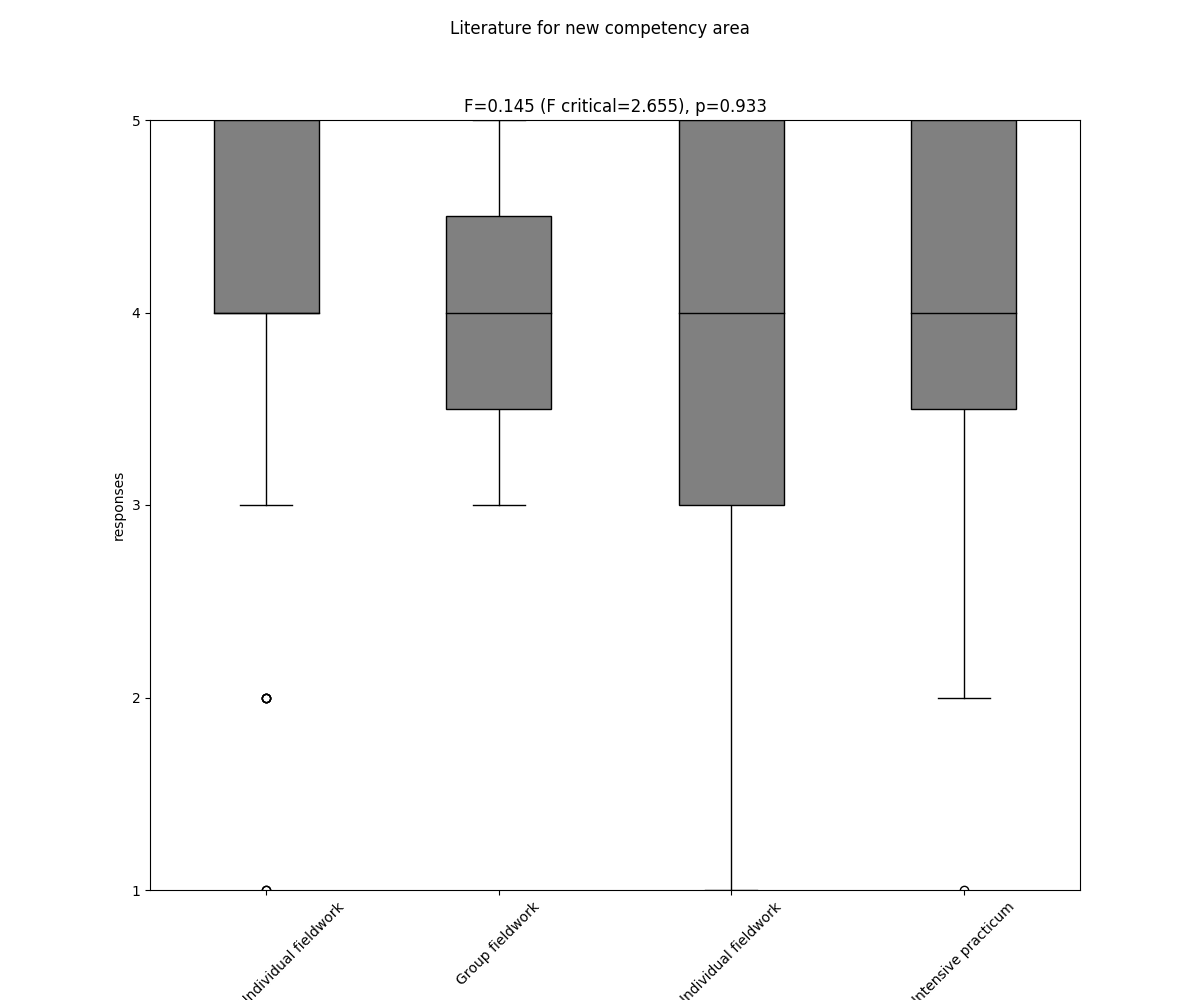 Literature for new competency area
F=0.145 (F critical=2.655), p=0.933
5
4
3
2
1
responses
Individual fieldwork
Group fieldwork
Individual fieldwork
Intensive practicum